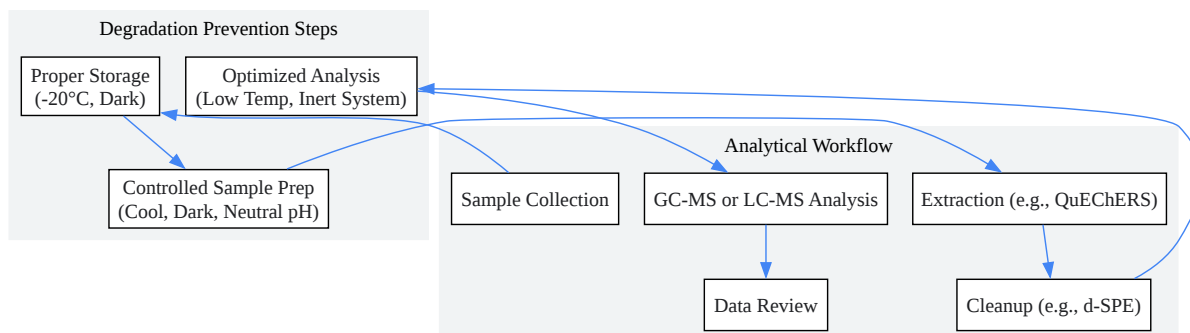 Degradation Prevention Steps
Proper Storage
(-20°C, Dark)
Optimized Analysis
(Low Temp, Inert System)
Controlled Sample Prep
(Cool, Dark, Neutral pH)
Analytical Workflow
Sample Collection
GC-MS or LC-MS Analysis
Extraction (e.g., QuEChERS)
Data Review
Cleanup (e.g., d-SPE)